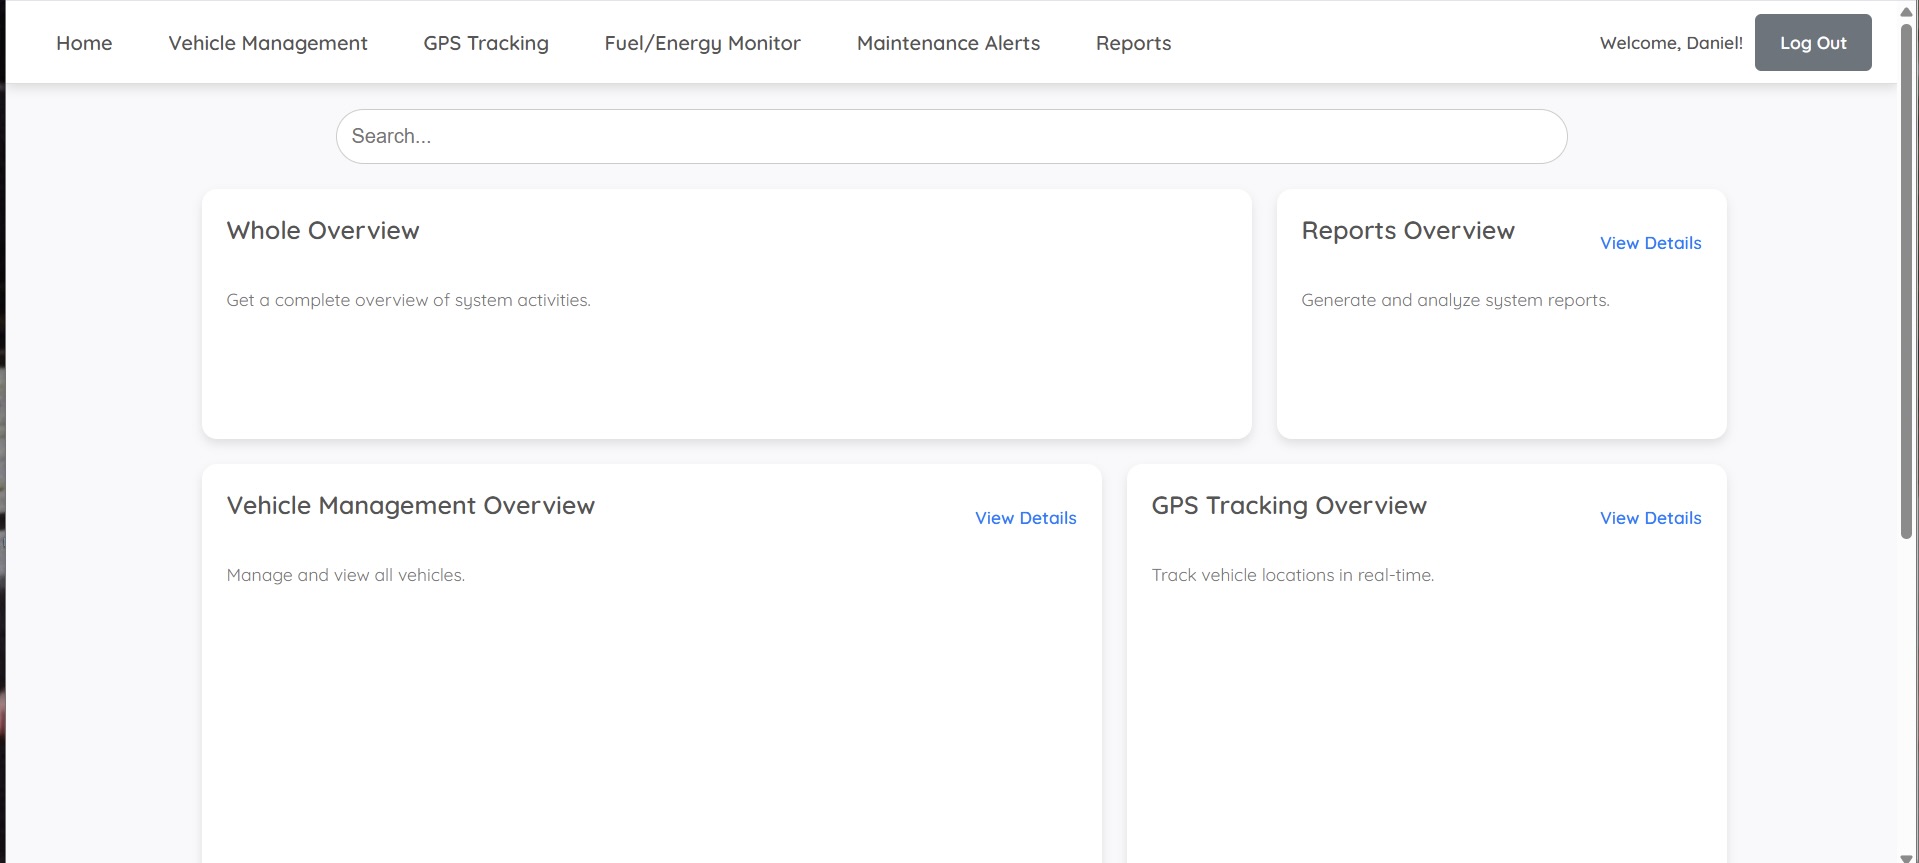 Home Vehicle Management GPS Tracking Fuel/Energy Monitor Maintenance Alerts Reports Welcome, Daniel! Log Out
Search...
Whole Overview
Get a complete overview of system activities.
Reports Overview View Details
Generate and analyze system reports.
Vehicle Management Overview View Details
Manage and view all vehicles.
GPS Tracking Overview View Details
Track vehicle locations in real-time.